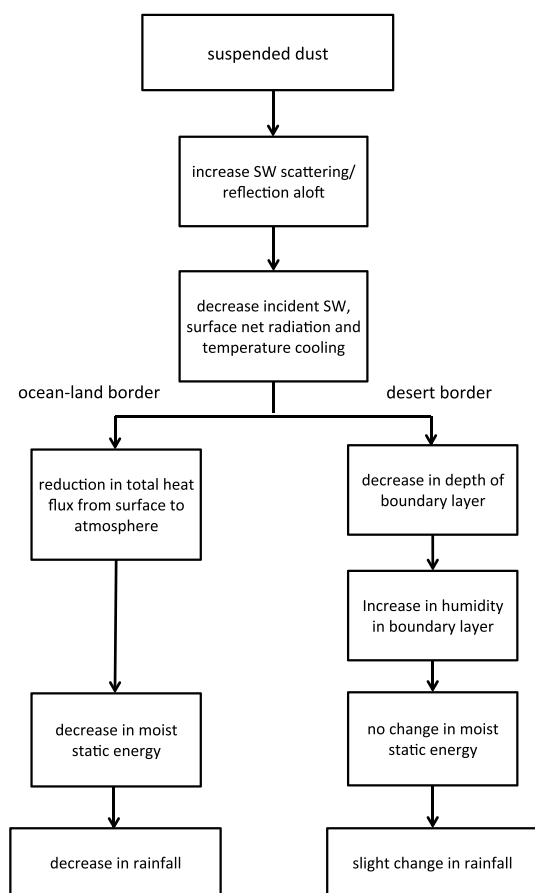 suspended dust
increase SW scattering/
reflection aloft
decrease incident SW,
surface net radiation and
temperature cooling
ocean-land border
desert border
reduction in total heat
flux from surface to
atmosphere
decrease in depth of
boundary layer
Increase in humidity
in boundary layer
decrease in moist
static energy
no change in moist
static energy
decrease in rainfall
slight change in rainfall